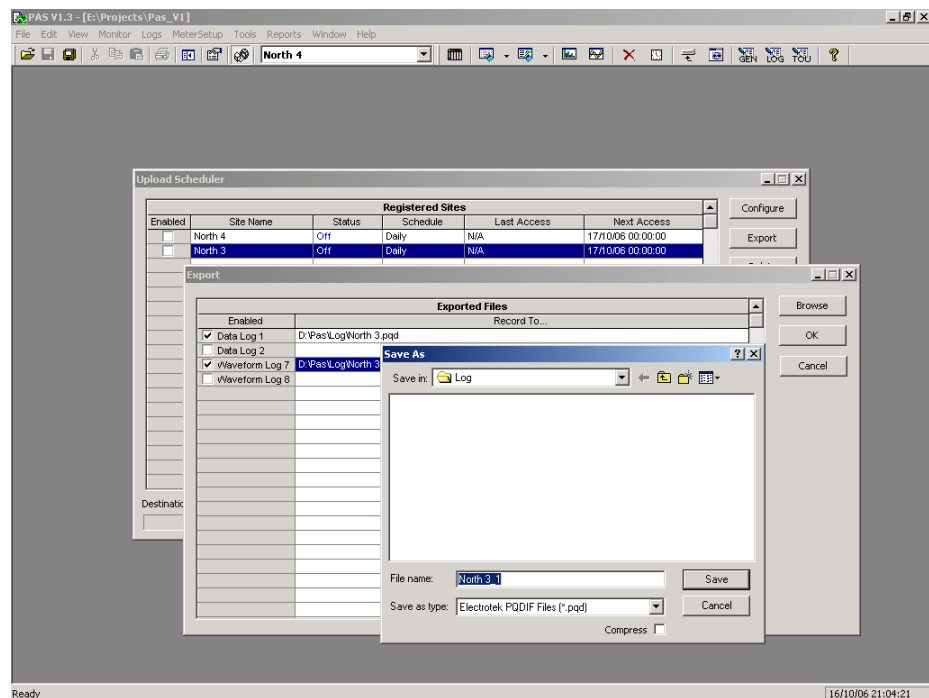 PAS V1.3 - [E:\Projects\Pas_V1]
File Edit View Monitor Logs MeterSetup Tools Reports Window Help
North 4
GEN LOG TOU
Upload Scheduler
Registered Sites
Enabled Site Name Status Schedule Last Access Next Access
North 4 Off Daily N/A 17/10/06 00:00:00
North 3 Off Daily N/A 17/10/06 00:00:00
Configure
Export
Export
Exported Files
Enabled Record To...
Data Log 1 D:\Pas\Log\North 3.pqd
Data Log 2
Waveform Log 7 D:\Pas\Log\North 3
Waveform Log 8
Browse
OK
Cancel
Save As
Save in: Log
File name: North 3_1
Save
Save as type: Electrotek PQDIF Files (*.pqd)
Cancel
Compress
Destinatic
Ready
16/10/06 21:04:21